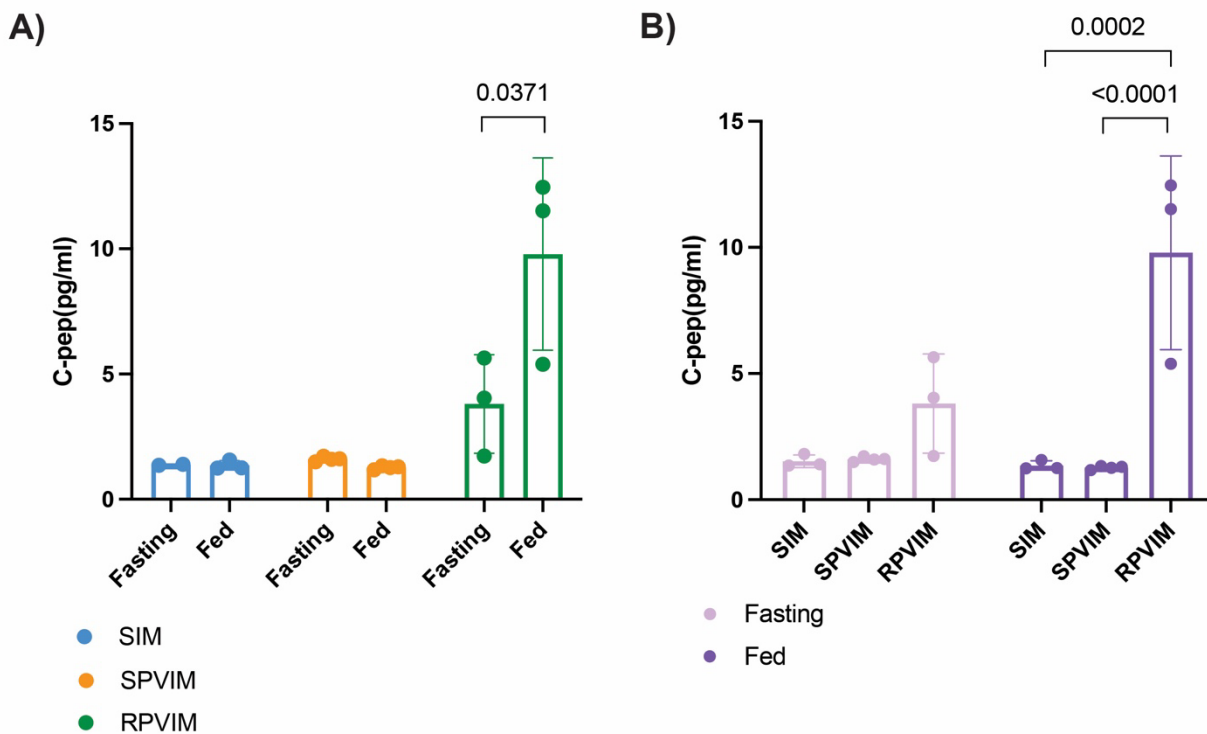 A)
0.0371
15
10
5
0
C-pep(pg/ml)
Fasting
Fed
Fasting
Fed
Fasting
Fed
SIM
SPVIM
RPVIM
B)
0.0002
<0.0001
15
10
5
0
C-pep(pg/ml)
SIM
SPVIM
RPVIM
SIM
SPVIM
RPVIM
Fasting
Fed